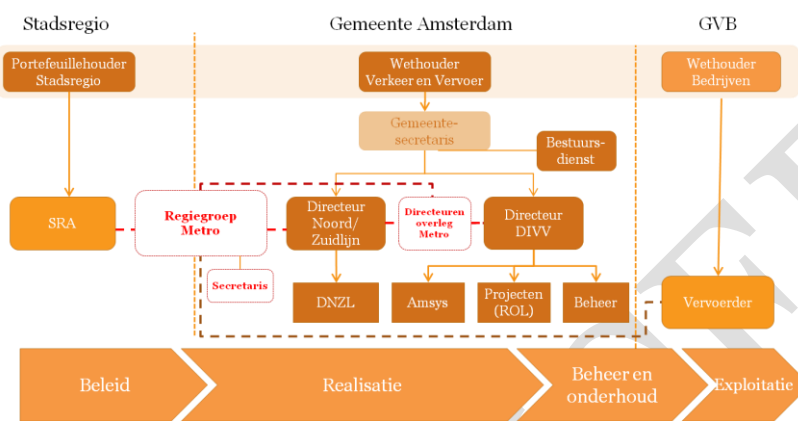 Stadsregio
Gemeente Amsterdam
GVB
Portefeuillehouder
Stadsregio
Wethouder
Verkeer en Vervoer
Wethouder
Bedrijven
Gemeente-
secretaris
Bestuurs-
dienst
SRA
Regiegroep
Metro
Directeur
Noord/
Zuidlijn
Directeuren
overleg
Metro
Directeur
DIVV
Secretaris
DNZL
Amsys
Projecten
(ROL)
Beheer
Vervoerder
Beleid
Realisatie
Beheer en
onderhoud
Exploitatie